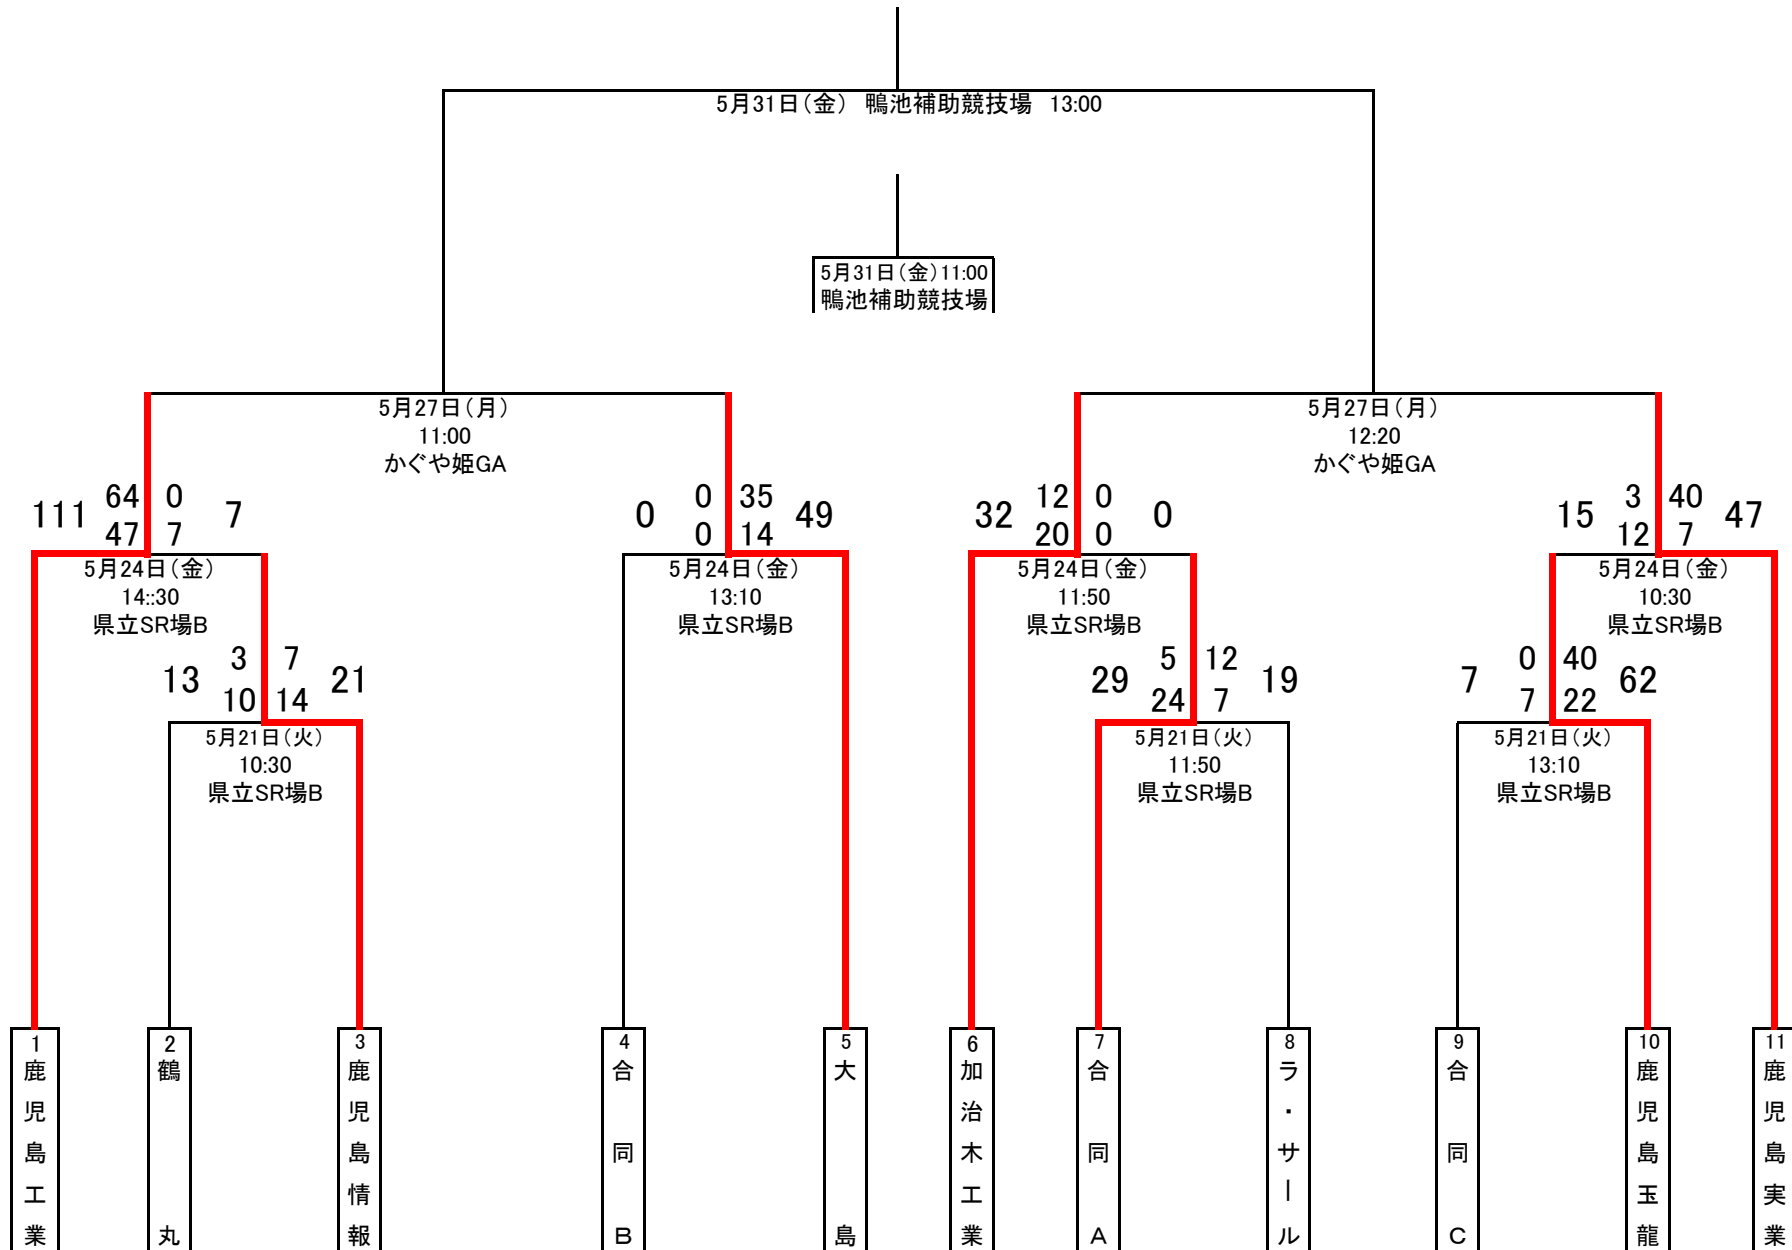 5月31日（金） 鴨池補助競技場 13:00
5月31日（金）11:00
鴨池補助競技場
5月27日（月）
11:00
かぐや姫GA
5月27日（月）
12:20
かぐや姫GA
111 64 0 7
47 7
0 0 35 49
0 14
32 12 0 0
20 0
15 3 40 47
12 7
5月24日（金）
14::30
県立SR場B
5月24日（金）
13:10
県立SR場B
5月24日（金）
11:50
県立SR場B
5月24日（金）
10:30
県立SR場B
13 3 7 21
10 14
29 5 12 19
24 7
7 0 40 62
7 22
5月21日（火）
10:30
県立SR場B
5月21日（火）
11:50
県立SR場B
5月21日（火）
13:10
県立SR場B
1 鹿児島工業
2 鶴丸
3 鹿児島情報
4 合同B
5 大島
6 加治木工業
7 合同A
8 ラ・サール
9 合同C
10 鹿児島玉龍
11 鹿児島実業